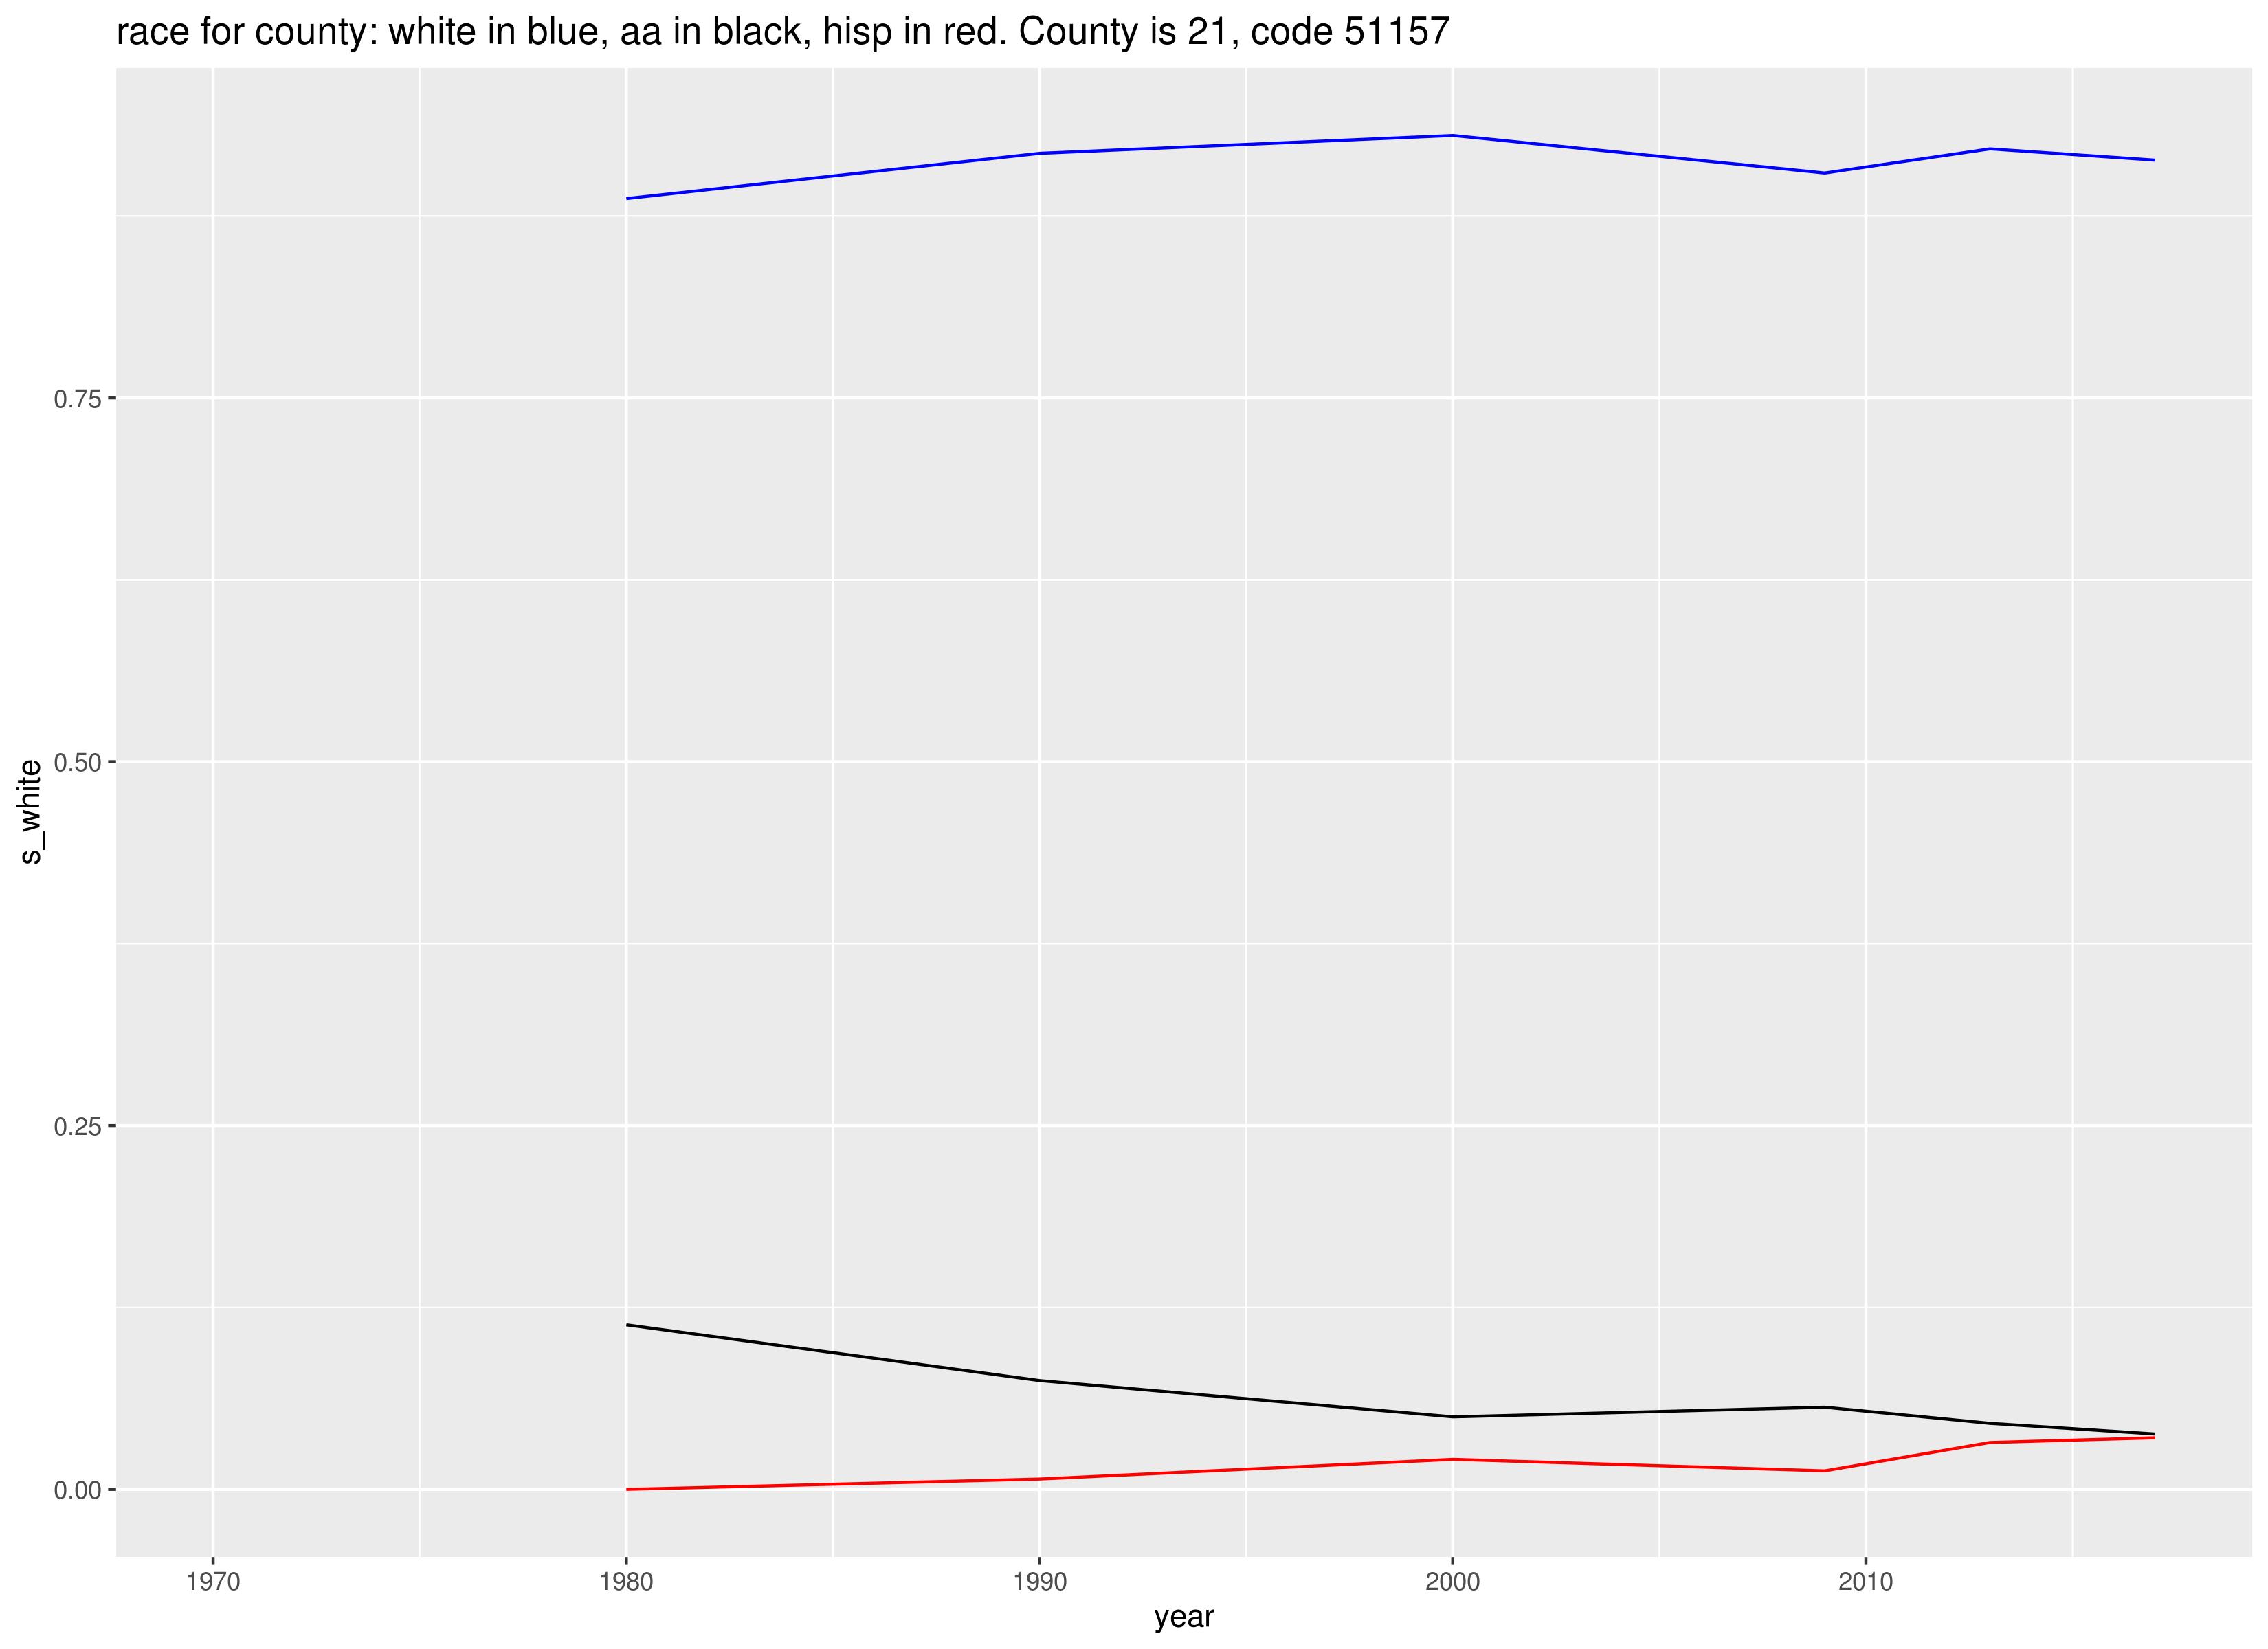 race for county: white in blue, aa in black, hisp in red. County is 21, code 51157
s_white
0.75
0.50
0.25
0.00
1970 1980 1990 2000 2010
year